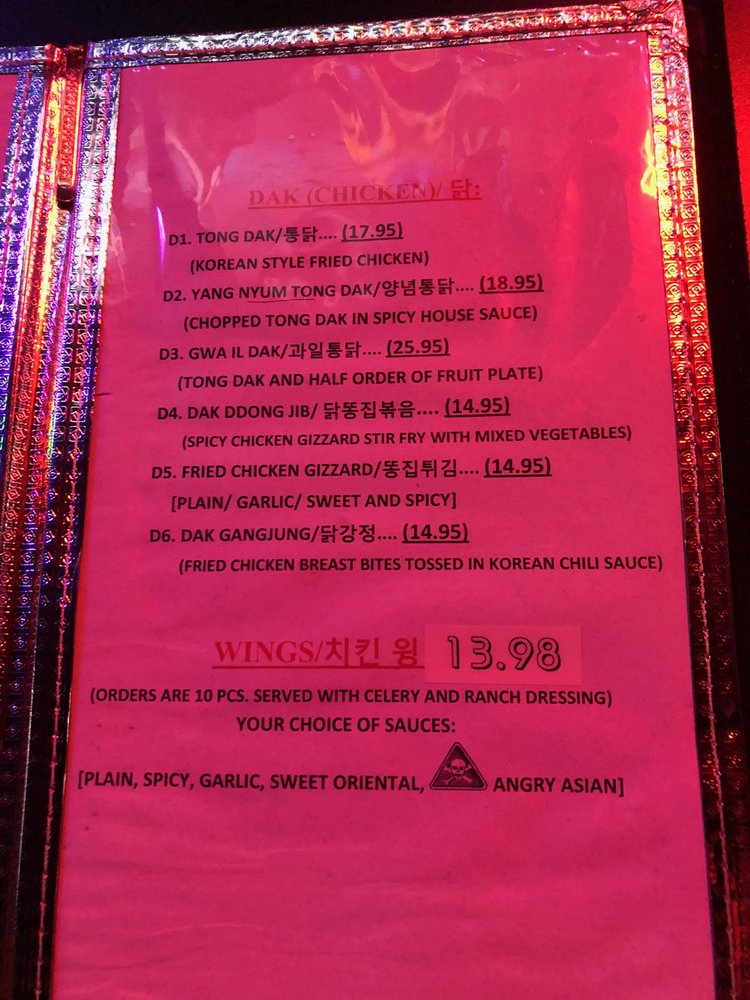 DAK (CHICKEN)/ 닭:
D1. TONG DAK/통닭.... (17.95)
(KOREAN STYLE FRIED CHICKEN)
D2. YANG NYUM TONG DAK/양념통닭.... (18.95)
(CHOPPED TONG DAK IN SPICY HOUSE SAUCE)
D3. GWA IL DAK/과일통닭.... (25.95)
(TONG DAK AND HALF ORDER OF FRUIT PLATE)
D4. DAK DDONG JIB/ 닭똥집볶음.... (14.95)
(SPICY CHICKEN GIZZARD STIR FRY WITH MIXED VEGETABLES)
D5. FRIED CHICKEN GIZZARD/똥집튀김.... (14.95)
[PLAIN/ GARLIC/ SWEET AND SPICY]
D6. DAK GANGJUNG/닭강정.... (14.95)
(FRIED CHICKEN BREAST BITES TOSSED IN KOREAN CHILI SAUCE)
WINGS/치킨 윙 13.98
(ORDERS ARE 10 PCS. SERVED WITH CELERY AND RANCH DRESSING)
YOUR CHOICE OF SAUCES:
[PLAIN, SPICY, GARLIC, SWEET ORIENTAL, ANGRY ASIAN]